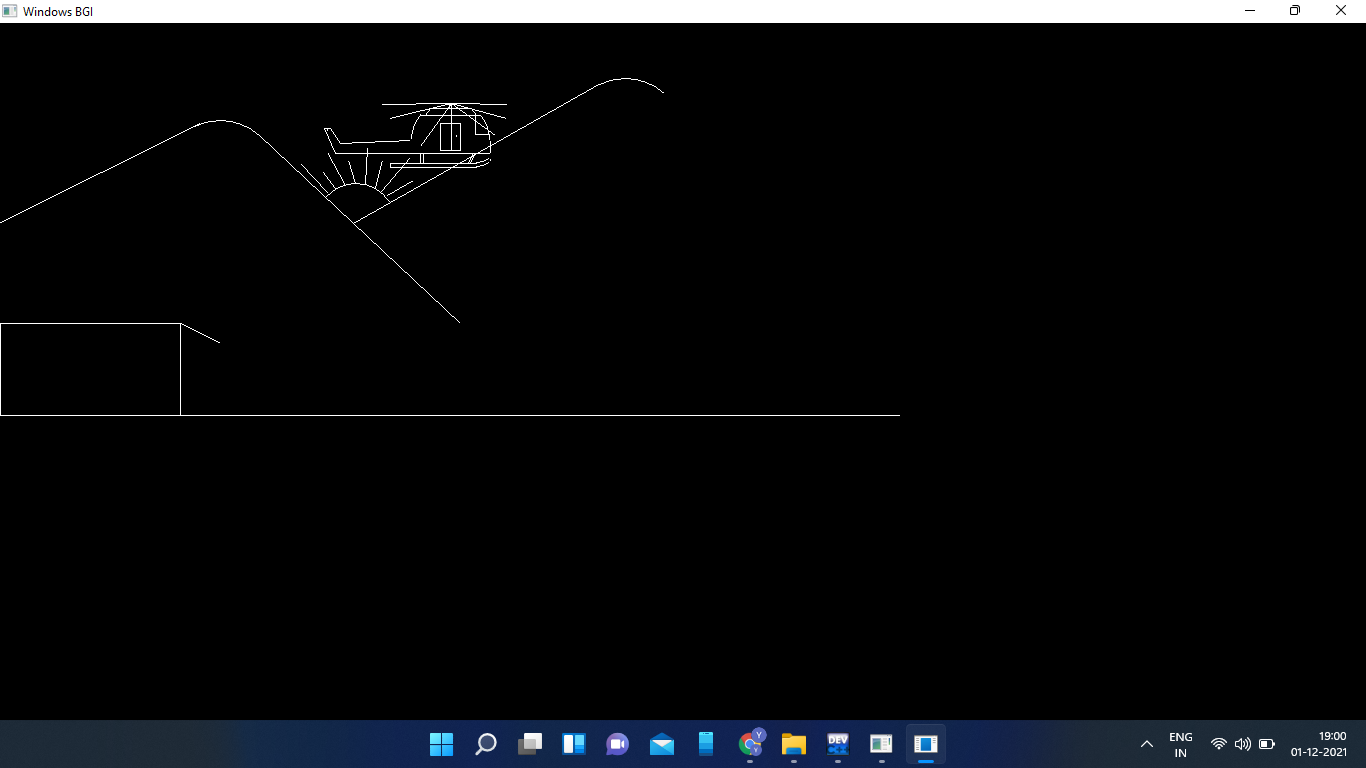 Windows BGI
Y
Y
DEV
C++
ENG
IN
19:00
01-12-2021